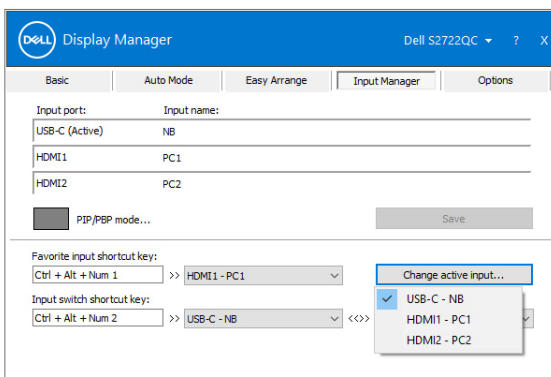 DELL Display Manager Dell S2722QC ? X
Basic Auto Mode Easy Arrange Input Manager Options
Input port: Input name:
USB-C (Active) NB
HDMI1 PC1
HDMI2 PC2
PIP/PBP mode... Save
Favorite input shortcut key:
Ctrl + Alt + Num 1 >> HDMI1 - PC1 Change active input...
Input switch shortcut key:
Ctrl + Alt + Num 2 >> USB-C - NB <<>>
USB-C - NB
HDMI1 - PC1
HDMI2 - PC2